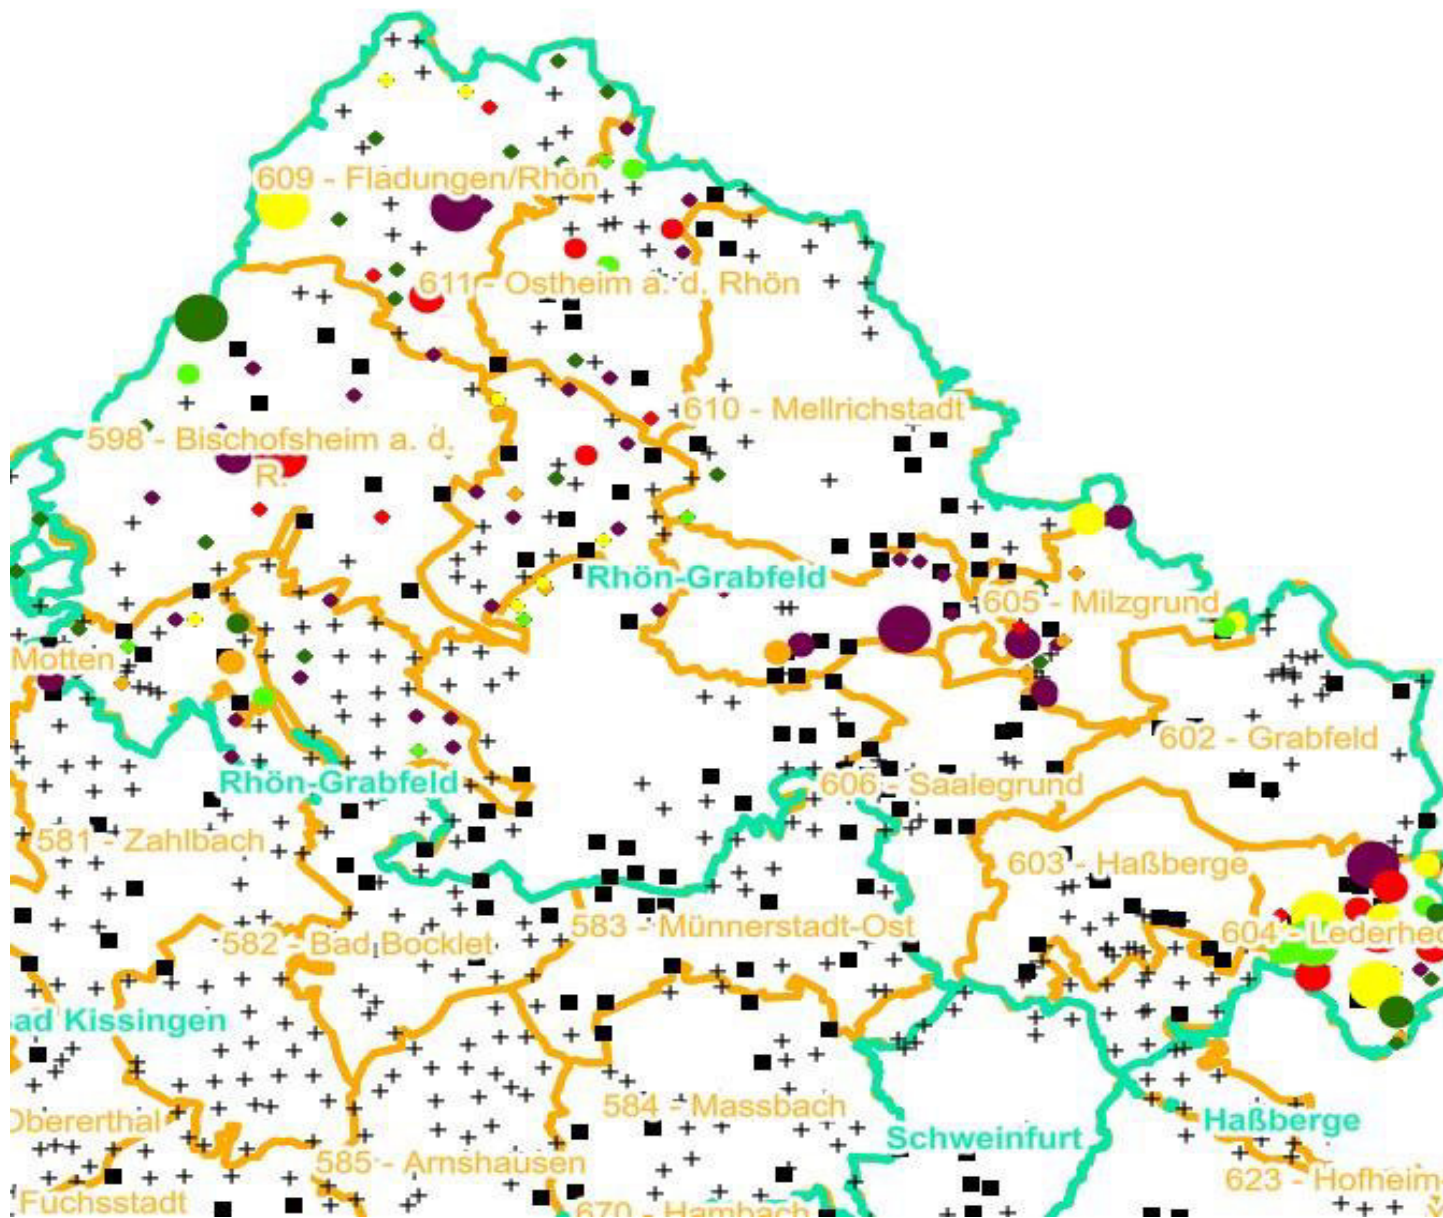 609 - Fladungen/Rhön
611 - Ostheim a. d. Rhön
610 - Mellrichstadt
598 - Bischofsheim a. d.
R.
Rhön-Grabfeld
605 - Milzgrund
Motten
602 - Grabfeld
Rhön-Grabfeld
606 - Saalegrund
581 - Zahlbach
603 - Haßberge
582 - Bad Bocklet
583 - Münnerstadt-Ost
604 - Lederhec
ad Kissingen
584 - Massbach
Obererthal
Haßberge
Schweinfurt
585 - Arnshausen
623 - Hofheim
Fuchsstadt
670 - Hambach